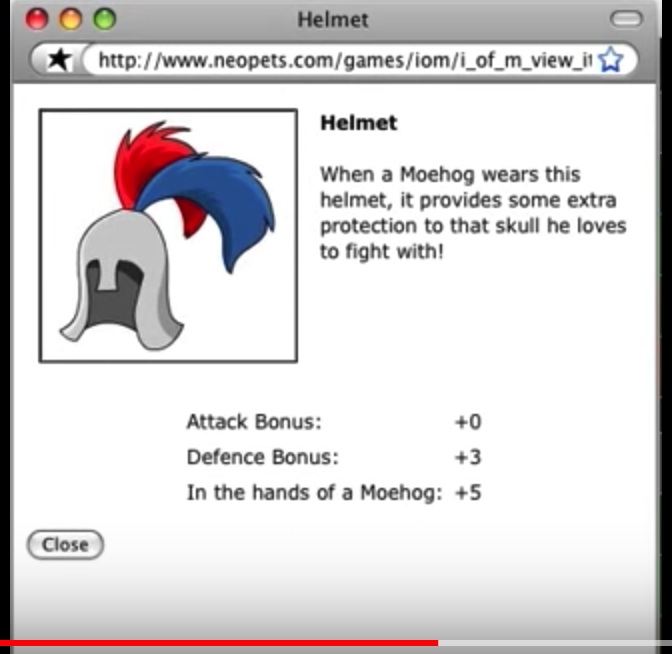 Helmet
http://www.neopets.com/games/iom/i_of_m_view_it
Helmet
When a Moehog wears this
helmet, it provides some extra
protection to that skull he loves
to fight with!
Attack Bonus: +0
Defence Bonus: +3
In the hands of a Moehog: +5
Close